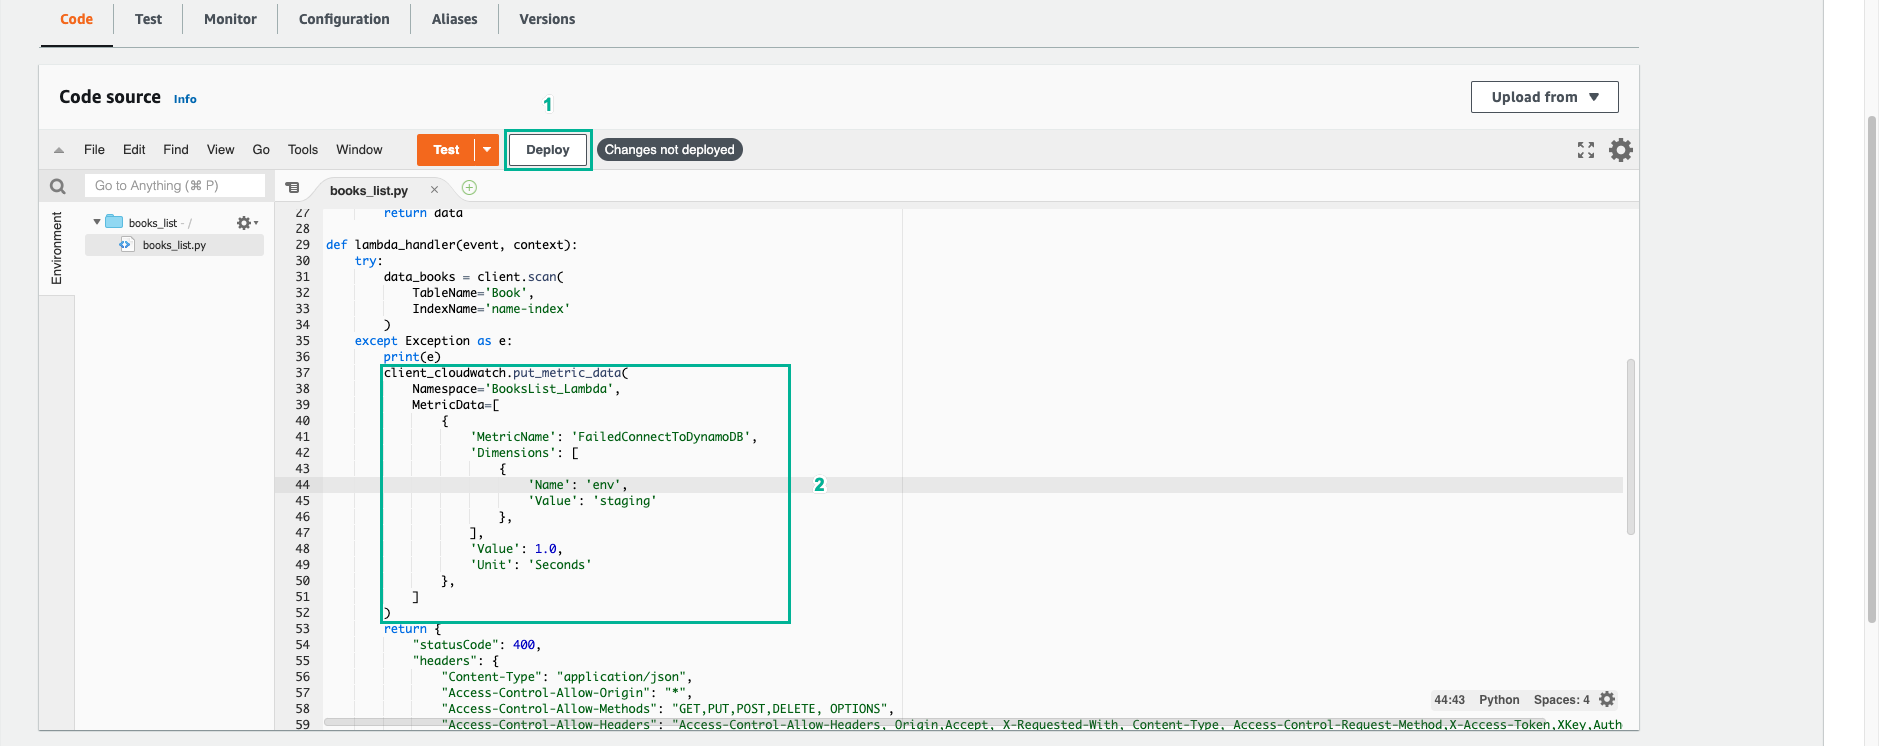 Code Test Monitor Configuration Aliases Versions
Code source Info
Upload from
1
File Edit Find View Go Tools Window Test Deploy Changes not deployed
Go to Anything (⌘ P)
books_list.py
Environment
books_list - /
books_list.py
27 return data
28
29 def lambda_handler(event, context):
30 try:
31 data_books = client.scan(
32 TableName='Book',
33 IndexName='name-index'
34 )
35 except Exception as e:
36 print(e)
37 client_cloudwatch.put_metric_data(
38 Namespace='BooksList_Lambda',
39 MetricData=[
40 {
41 'MetricName': 'FailedConnectToDynamoDB',
42 'Dimensions': [
43 {
44 'Name': 'env',
2
45 'Value': 'staging'
46 },
47 ],
48 'Value': 1.0,
49 'Unit': 'Seconds'
50 },
51 ]
52 )
53 return {
54 "statusCode": 400,
55 "headers": {
56 "Content-Type": "application/json",
57 "Access-Control-Allow-Origin": "*",
58 "Access-Control-Allow-Methods": "GET,PUT,POST,DELETE, OPTIONS",
59 "Access-Control-Allow-Headers": "Access-Control-Allow-Headers, Origin,Accept, X-Requested-With, Content-Type, Access-Control-Request-Method,X-Access-Token,XKey,Auth
44:43 Python Spaces: 4